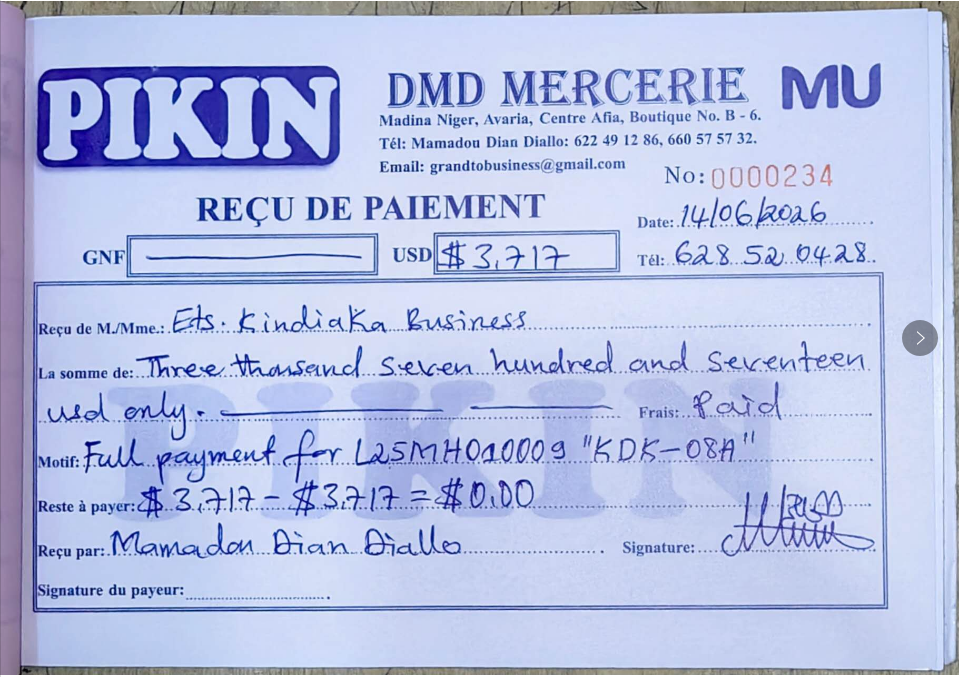 PIKIN
DMD MERCERIE
MU
Madina Niger, Avaria, Centre Afia, Boutique No. B - 6.
Tél: Mamadou Dian Diallo: 622 49 12 86, 660 57 57 32.
Email: grandtobusiness@gmail.com
No: 0000234
REÇU DE PAIEMENT
Date: 14/06/2026
GNF
USD $ 3,717
Tél: 628 52 04 28
Reçu de M./Mme.: Ets. Kindiaka Business
La somme de: Three thousand seven hundred and seventeen
usd only. Frais: Paid
Motif: Full payment for L25MH010009 "KDK-08A"
Reste à payer: $ 3,717 - $3,717 = $0.00
Reçu par: Mamadou Dian Diallo Signature:
Signature du payeur:
PIKIN